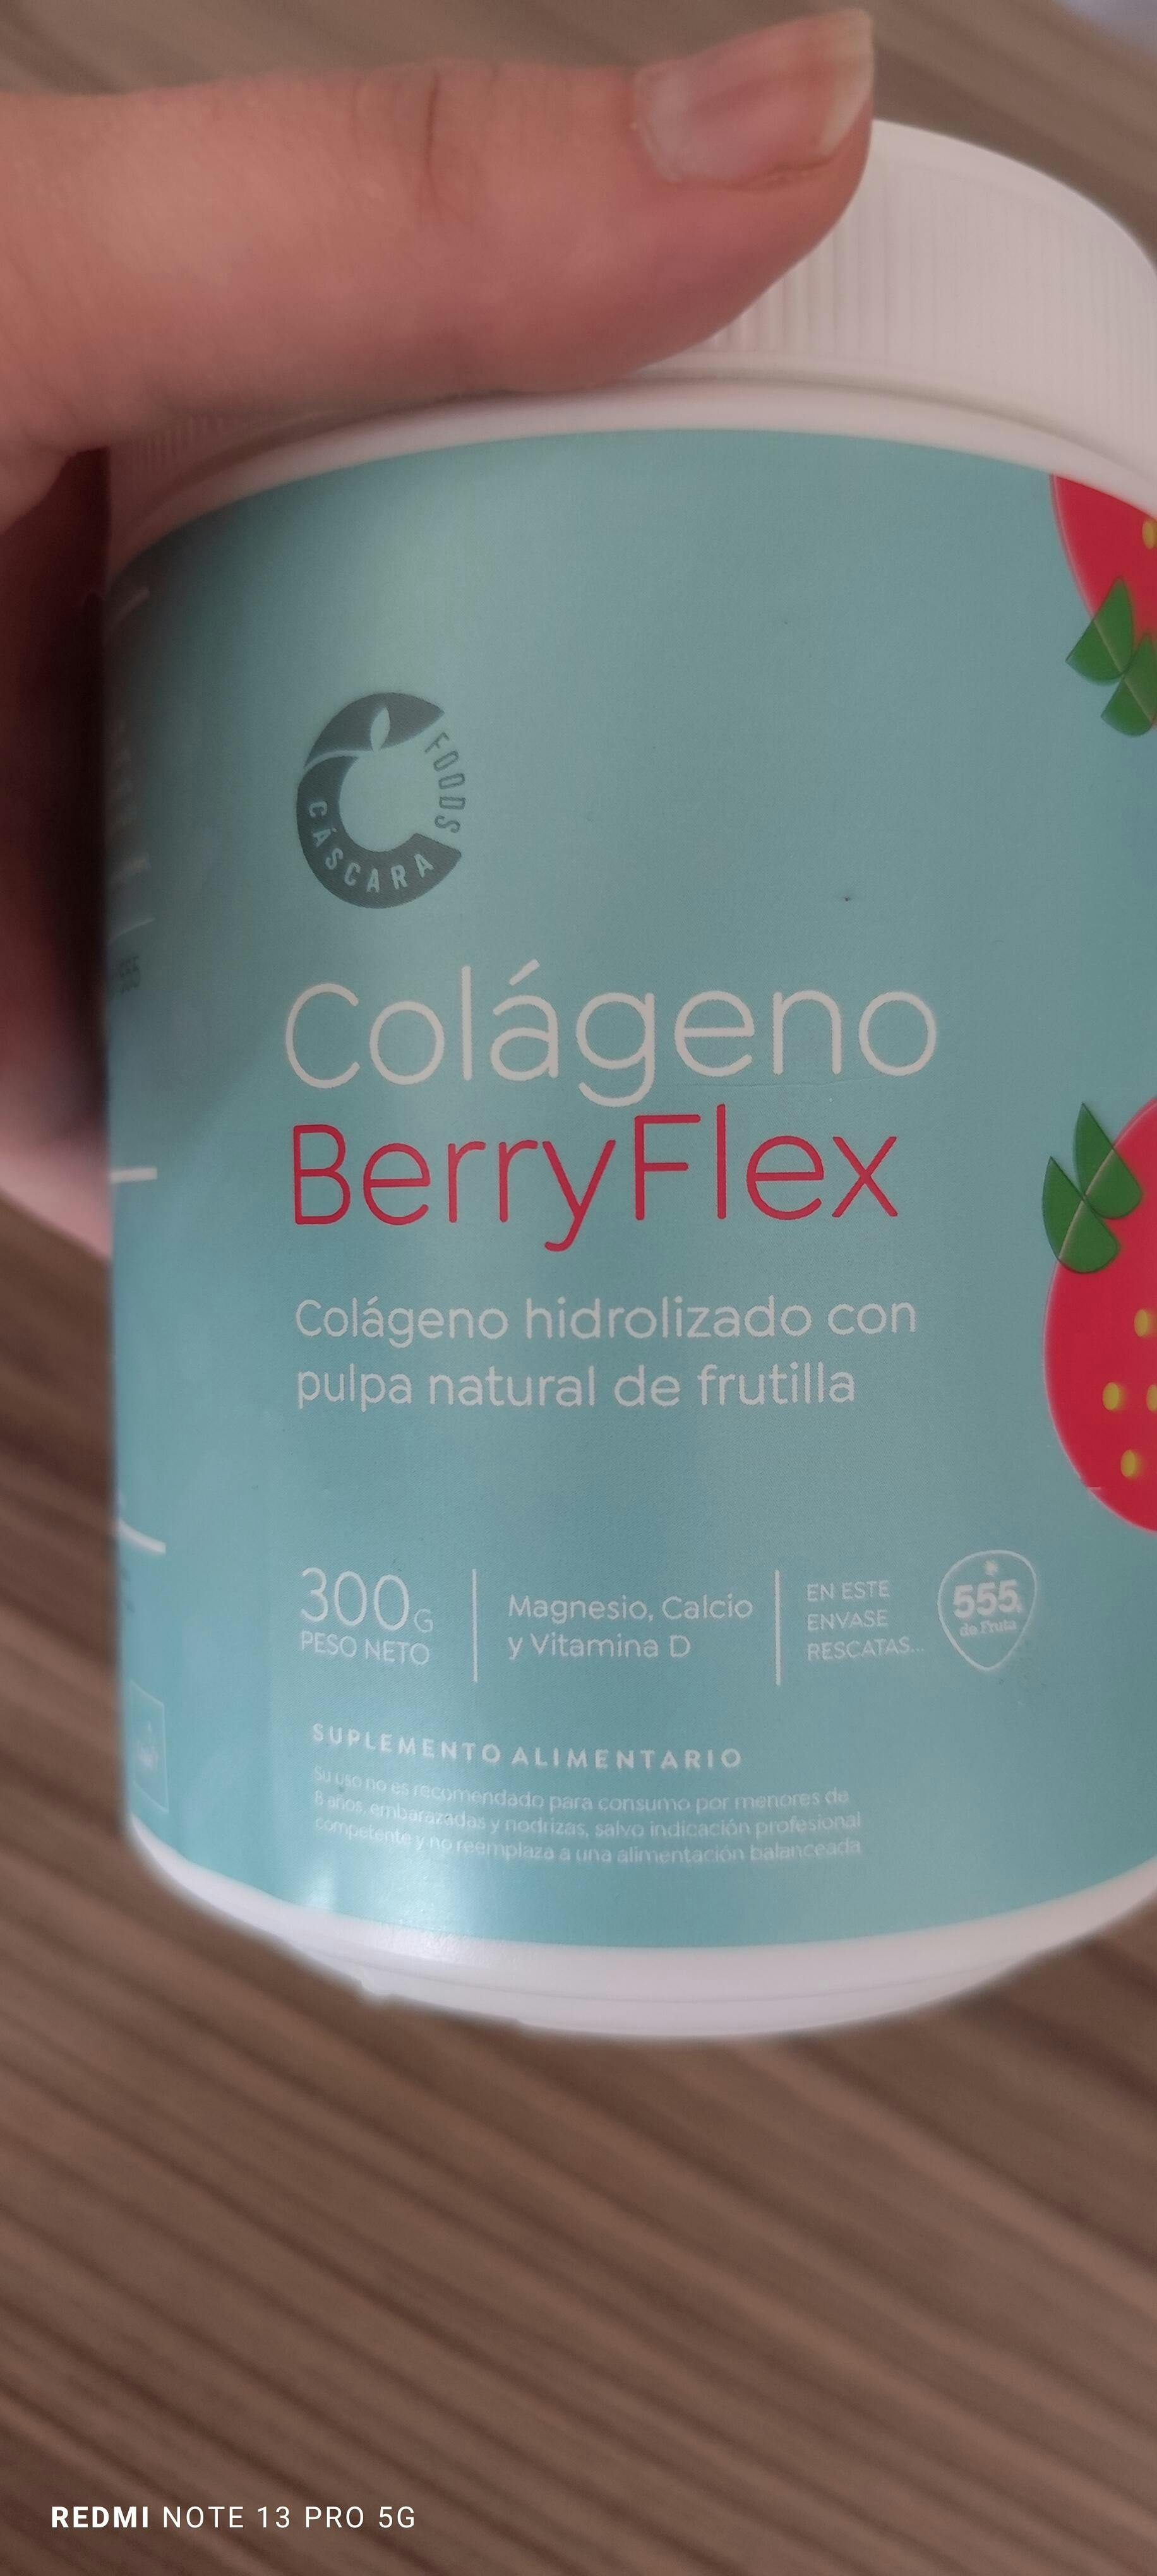 CÁSCARA FOODS
Colágeno
BerryFlex
Colágeno hidrolizado con
pulpa natural de frutilla
300G
PESO NETO
Magnesio, Calcio
y Vitamina D
EN ESTE
ENVASE
RESCATAS...
555
de Fruta
SUPLEMENTO ALIMENTARIO
Su uso no es recomendado para consumo por menores de
8 años, embarazadas y nodrizas, salvo indicación profesional
competente y no reemplaza a una alimentación balanceada
REDMI NOTE 13 PRO 5G